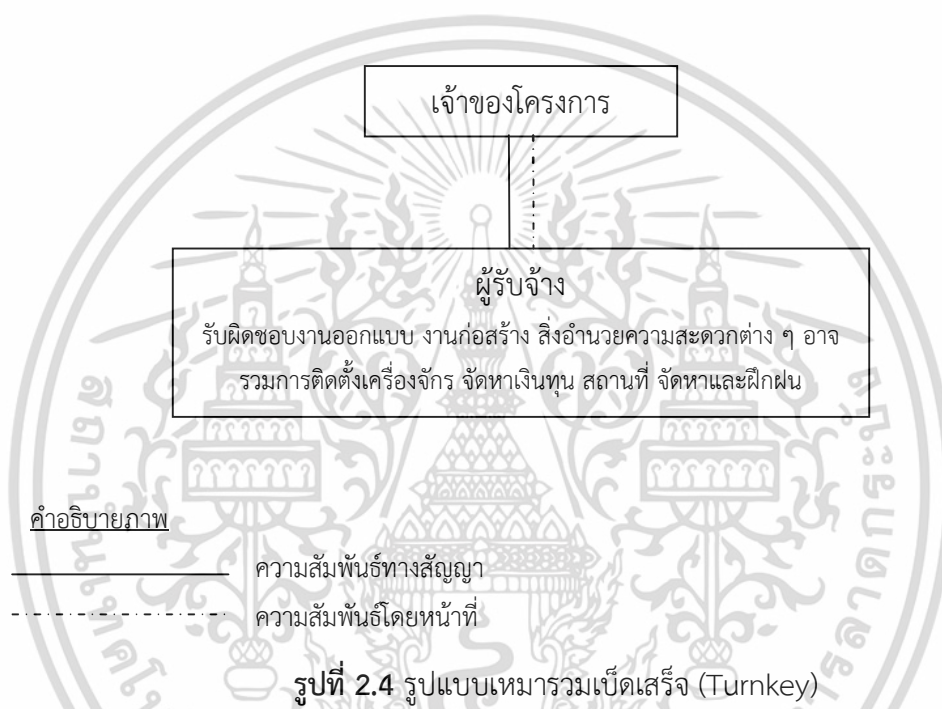 เจ้าของโครงการ
ผู้รับจ้าง
รับผิดชอบงานออกแบบ งานก่อสร้าง สิ่งอำนวยความสะดวกต่าง ๆ อาจ
รวมการติดตั้งเครื่องจักร จัดหาเงินทุน สถานที่ จัดหาและฝึกฝน
คำอธิบายภาพ
ความสัมพันธ์ทางสัญญา
ความสัมพันธ์โดยหน้าที่
รูปที่ 2.4 รูปแบบเหมารวมเบ็ดเสร็จ (Turnkey)